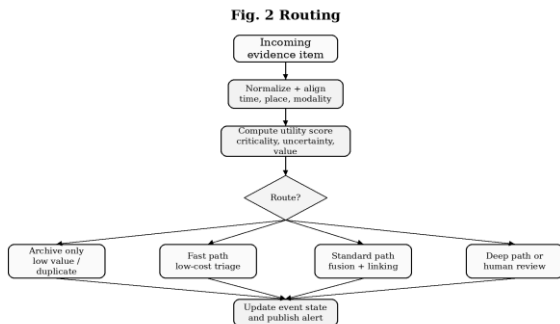 Fig. 2 Routing
Incoming
evidence item
Normalize + align
time, place, modality
Compute utility score
criticality, uncertainty,
value
Route?
Archive only
low value /
duplicate
Fast path
low-cost triage
Standard path
fusion + linking
Deep path or
human review
Update event state
and publish alert